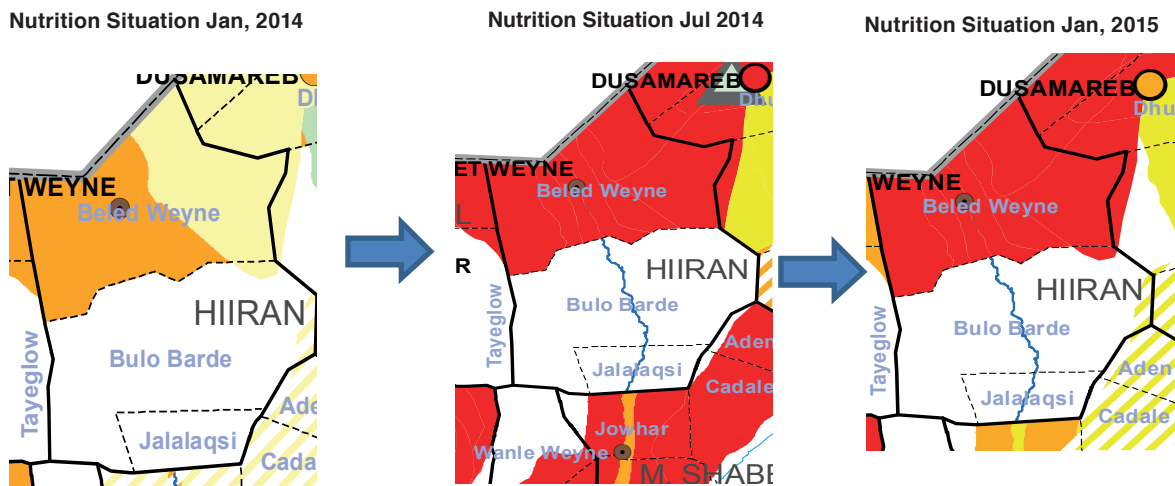 Nutrition Situation Jan, 2014
DUSAMAREB
T WEYNE
Beled Weyne
HIIRAN
Bulo Barde
Tayeglow
Jalalaqsi
Ade
Cada
Nutrition Situation Jul 2014
DUSAMAREB
Dhu
ET WEYNE
Beled Weyne
L
R
HIIRAN
Bulo Barde
Tayeglow
Jalalaqsi
Aden
Cadale
Jowhar
Wanle Weyne
M. SHABE
Nutrition Situation Jan, 2015
DUSAMAREB
Dhu
WEYNE
Beled Weyne
HIIRAN
Bulo Barde
Tayeglow
Jalalaqsi
Aden
Cadale